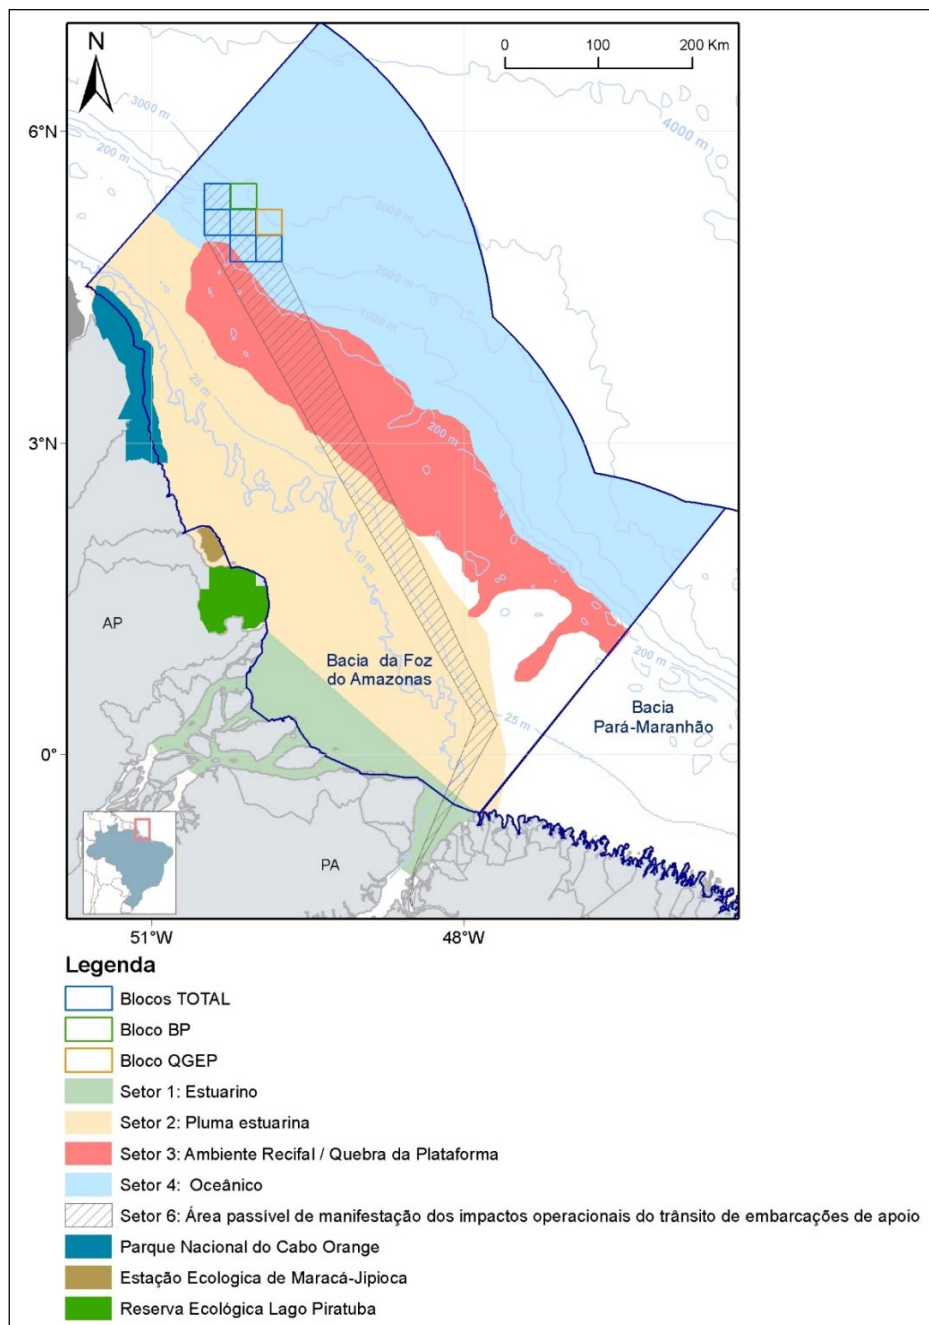 N
0 100 200 Km
3000 m
200 m
4000 m
6°N
3000 m
2000 m
1000 m
25 m
200 m
3°N
10 m
AP
Bacia da Foz
do Amazonas
200 m
25 m
Bacia
Pará-Maranhão
0°
PA
51°W 48°W
Legenda
Blocos TOTAL
Bloco BP
Bloco QGEP
Setor 1: Estuarino
Setor 2: Pluma estuarina
Setor 3: Ambiente Recifal / Quebra da Plataforma
Setor 4: Oceânico
Setor 6: Área passível de manifestação dos impactos operacionais do trânsito de embarcações de apoio
Parque Nacional do Cabo Orange
Estação Ecologica de Maracá-Jipioca
Reserva Ecológica Lago Piratuba